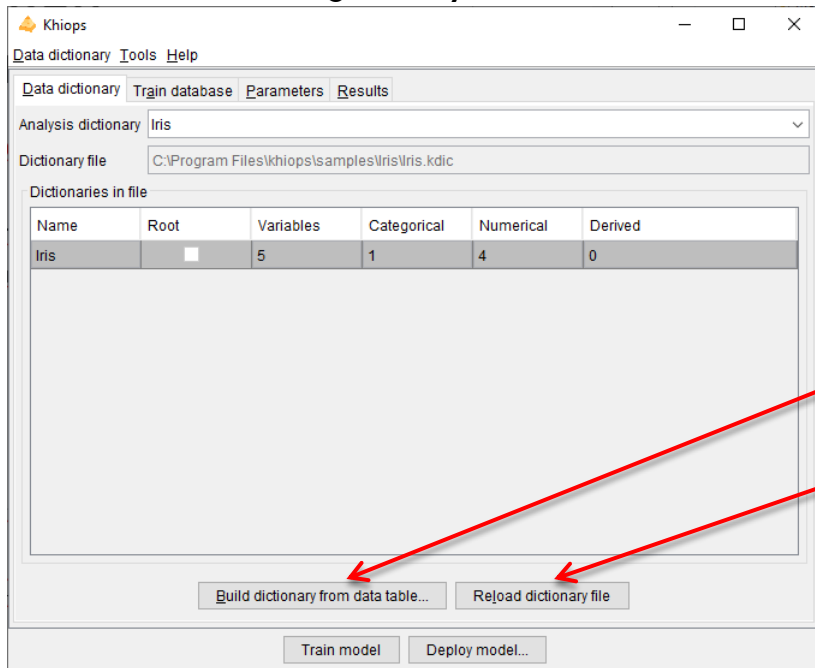 Khiops
Data dictionary Tools Help
Data dictionary Train database Parameters Results
Analysis dictionary Iris
Dictionary file C:\Program Files\khiops\samples\Iris\Iris.kdic
Dictionaries in file
Name Root Variables Categorical Numerical Derived
Iris 5 1 4 0
Build dictionary from data table... Reload dictionary file
Train model Deploy model...